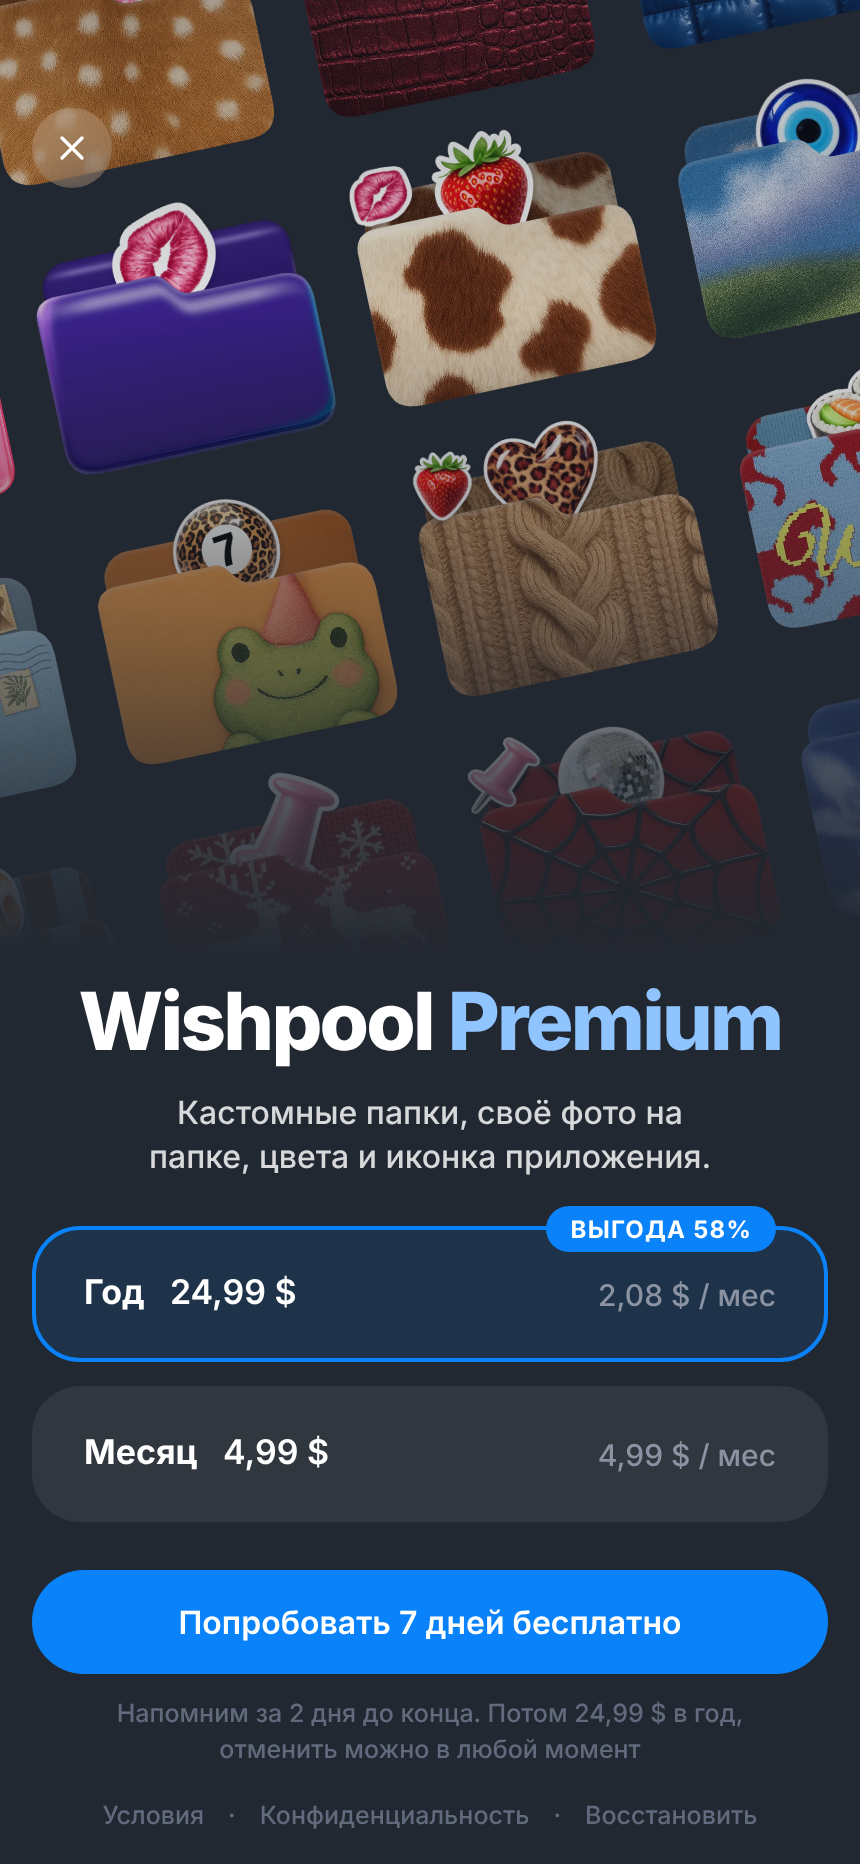 7
Wishpool Premium
Кастомные папки, своё фото на
папке, цвета и иконка приложения.
ВЫГОДА 58%
Год 24,99 $ 2,08 $ / мес
Месяц 4,99 $ 4,99 $ / мес
Попробовать 7 дней бесплатно
Напомним за 2 дня до конца. Потом 24,99 $ в год,
отменить можно в любой момент
Условия · Конфиденциальность · Восстановить